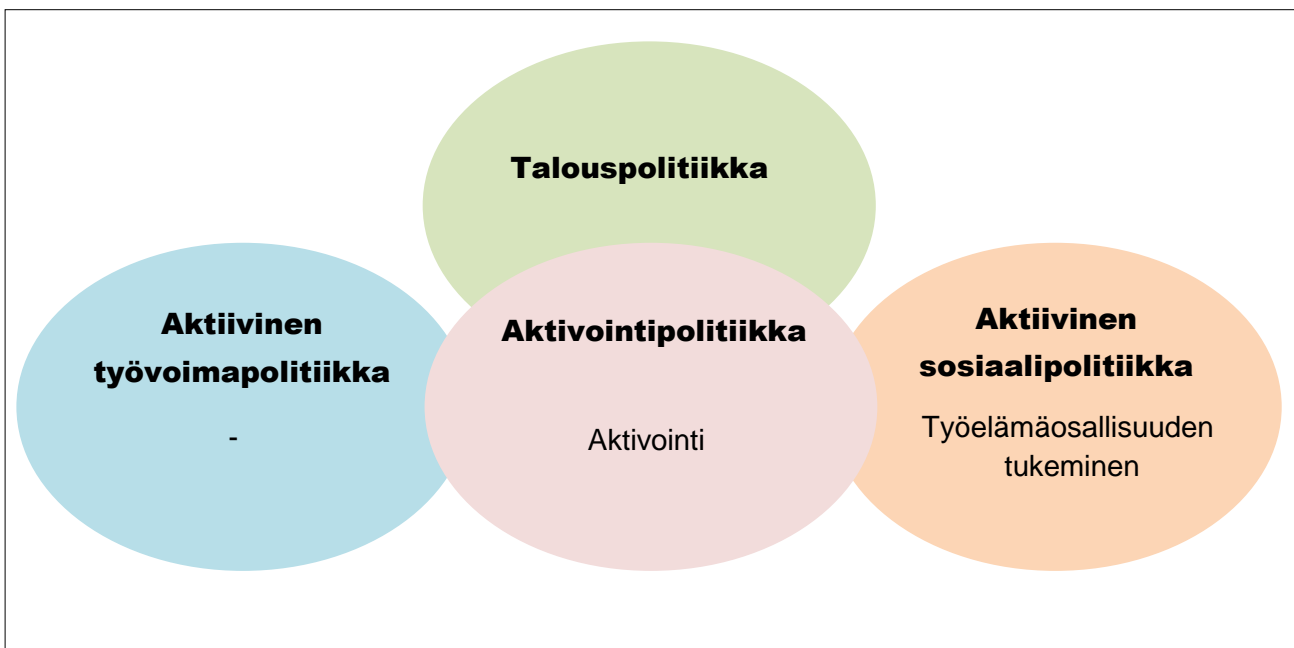 Talouspolitiikka
Aktiivinen
työvoimapolitiikka
-
Aktivointipolitiikka
Aktivointi
Aktiivinen
sosiaalipolitiikka
Työelämäosallisuuden
tukeminen